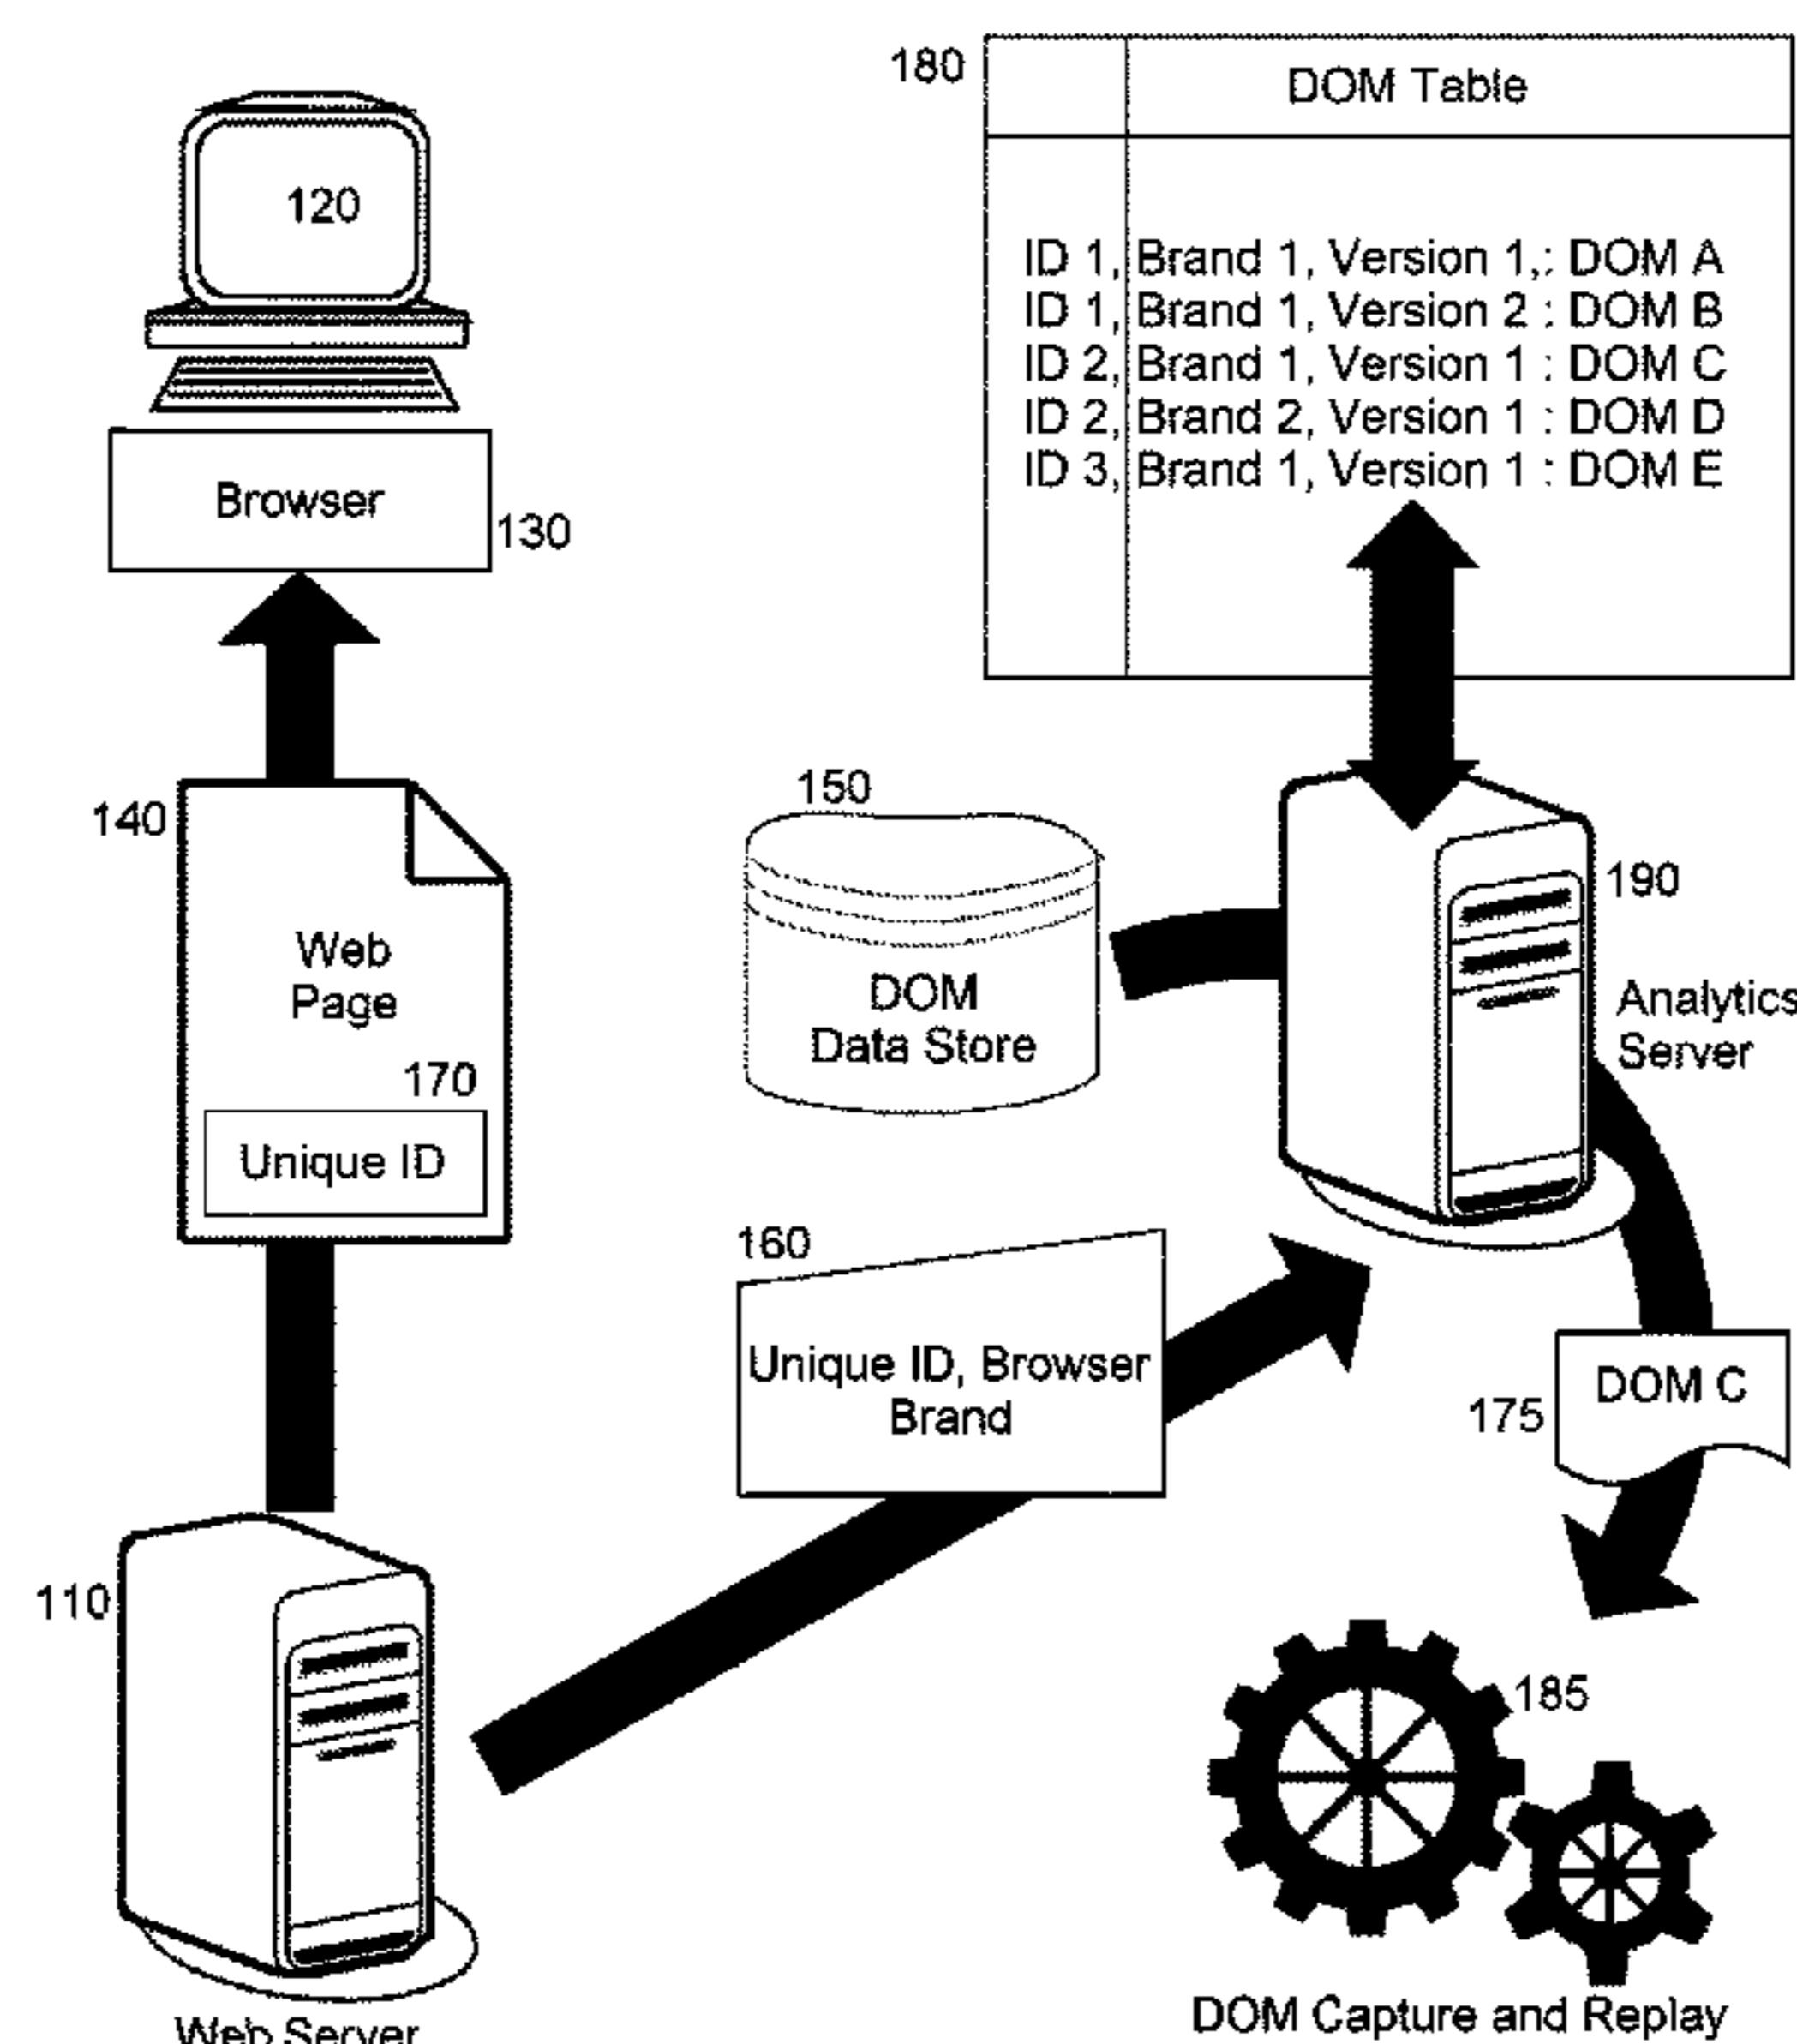 120
Browser
130
140
Web
Page
170
Unique ID
110
Web Server
180
DOM Table
ID 1, Brand 1, Version 1,: DOM A
ID 1, Brand 1, Version 2 : DOM B
ID 2, Brand 1, Version 1 : DOM C
ID 2, Brand 2, Version 1 : DOM D
ID 3, Brand 1, Version 1 : DOM E
150
DOM
Data Store
190
Analytics
Server
160
Unique ID, Browser
Brand
DOM C
175
185
DOM Capture and Replay